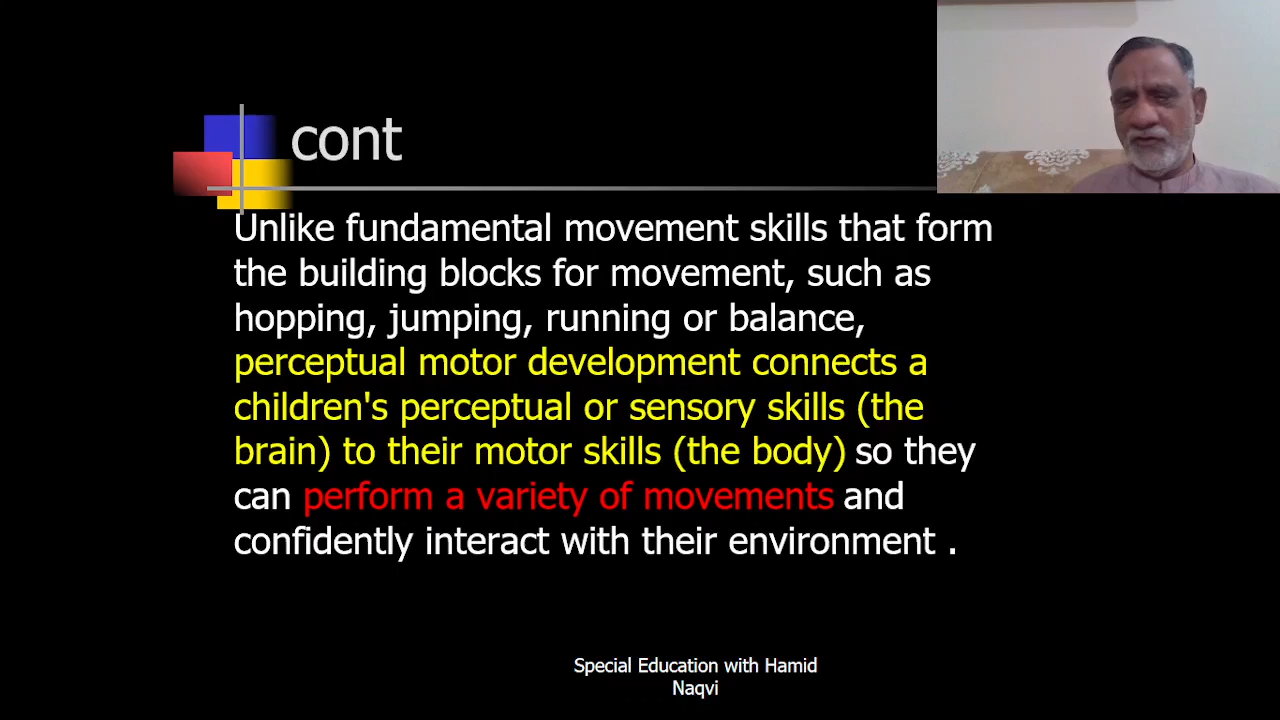 cont
Unlike fundamental movement skills that form
the building blocks for movement, such as
hopping, jumping, running or balance,
perceptual motor development connects a
children's perceptual or sensory skills (the
brain) to their motor skills (the body) so they
can perform a variety of movements and
confidently interact with their environment .
Special Education with Hamid
Naqvi